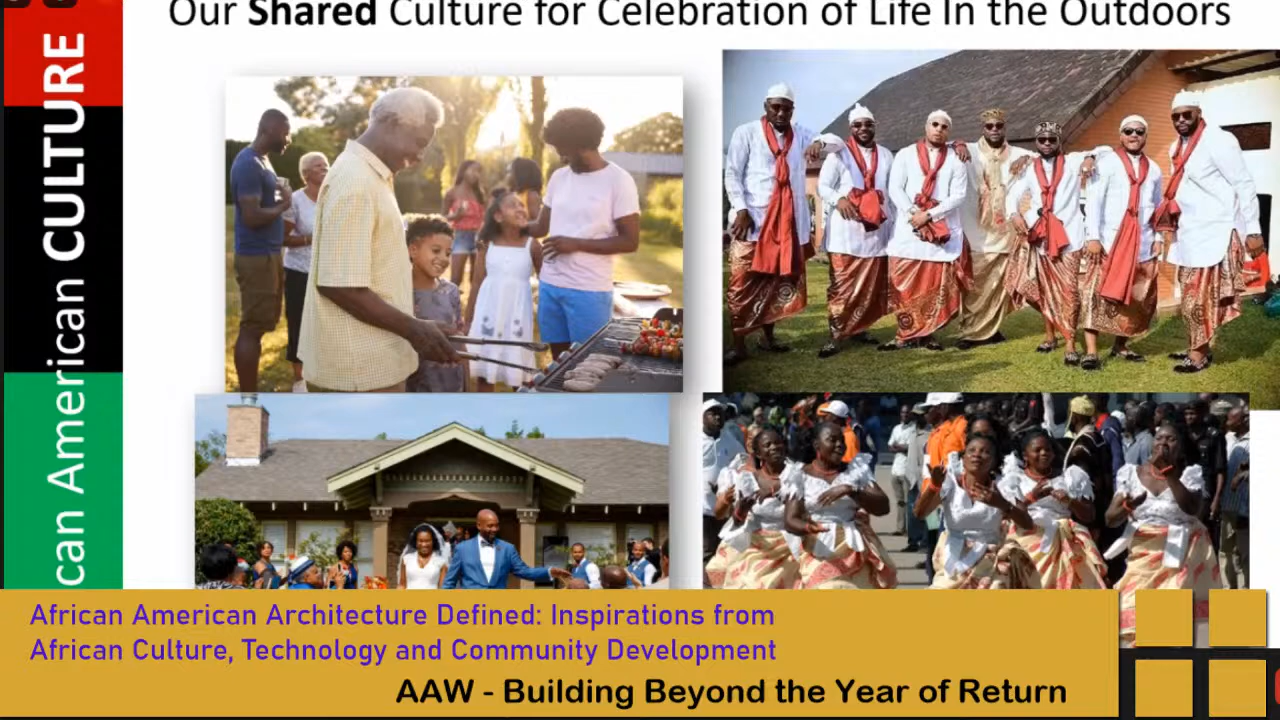 Our Shared Culture for Celebration of Life In the Outdoors
can American CULTURE
African American Architecture Defined: Inspirations from
African Culture, Technology and Community Development
AAW - Building Beyond the Year of Return